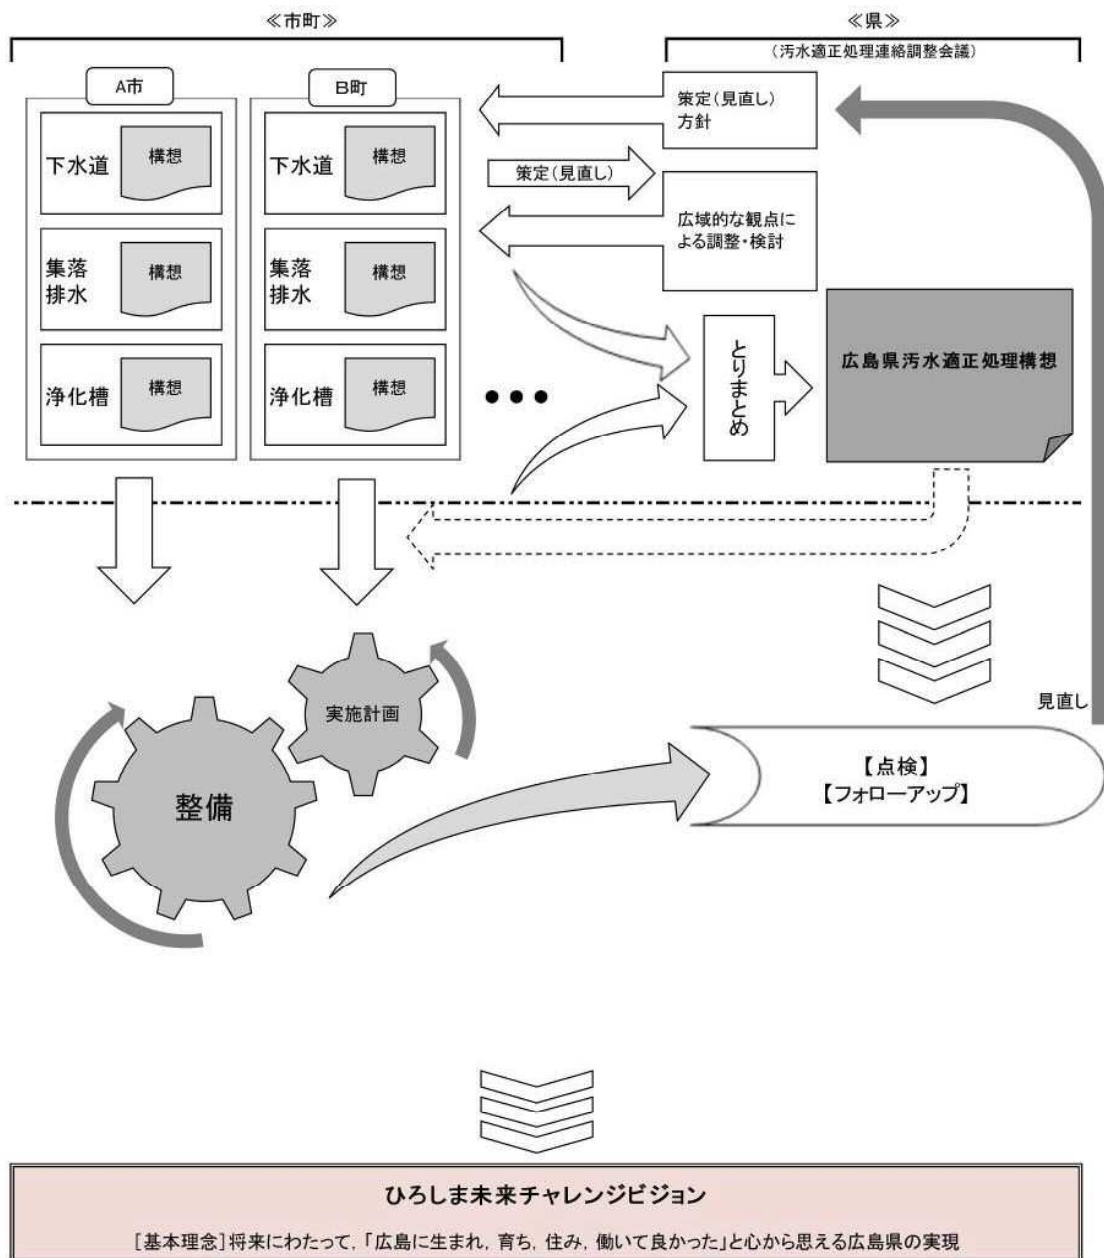 ≪市町≫
≪県≫
(汚水適正処理連絡調整会議)
A市
B町
下水道
構想
集落
排水
構想
浄化槽
構想
下水道
構想
集落
排水
構想
浄化槽
構想
策定(見直し)
方針
策定(見直し)
広域的な観点に
よる調整・検討
•••
とりまとめ
広島県汚水適正処理構想
実施計画
整備
見直し
【点検】
【フォローアップ】
ひろしま未来チャレンジビジョン
[基本理念]将来にわたって,「広島に生まれ,育ち,住み,働いて良かった」と心から思える広島県の実現